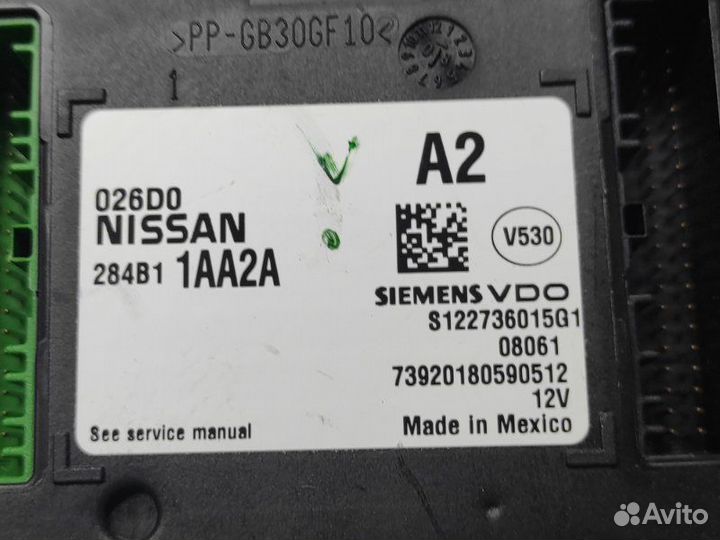 >PP-GB30GF10<
1
A2
026D0
NISSAN
284B1 1AA2A
V530
SIEMENS VDO
S122736015G1
08061
73920180590512
12V
See service manual
Made in Mexico
Avito